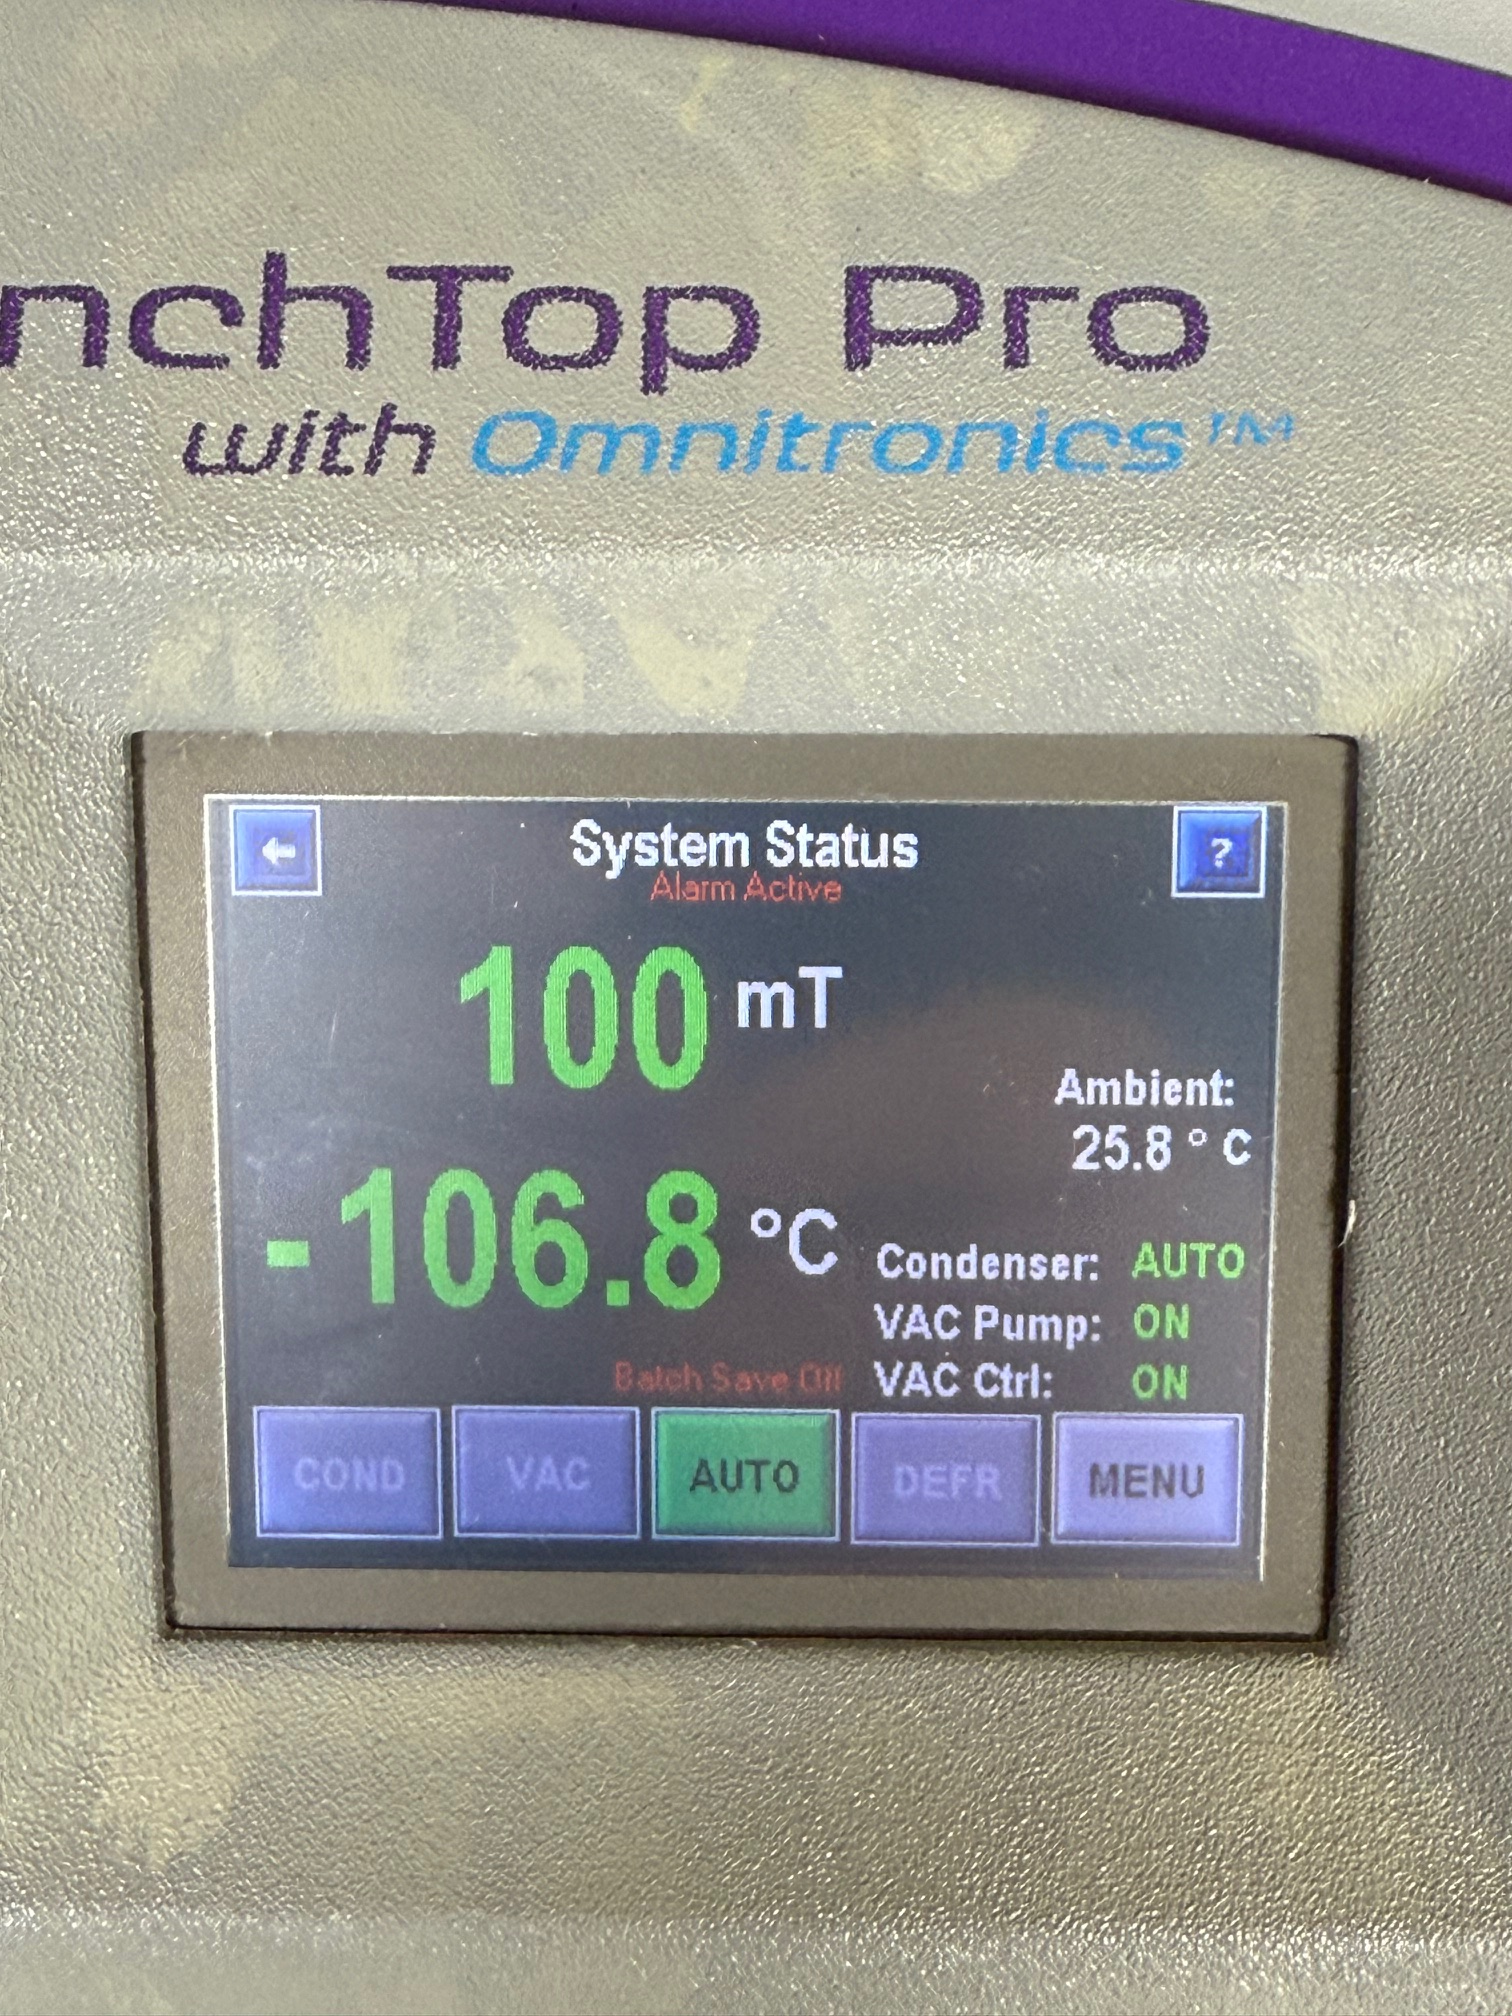 nchTop Pro
with Omnitronics™
←
System Status
?
Alarm Active
100 mT
Ambient:
25.8 ° C
-106.8 °C
Condenser: AUTO
VAC Pump: ON
Batch Save Off
VAC Ctrl: ON
COND
VAC
AUTO
DEFR
MENU